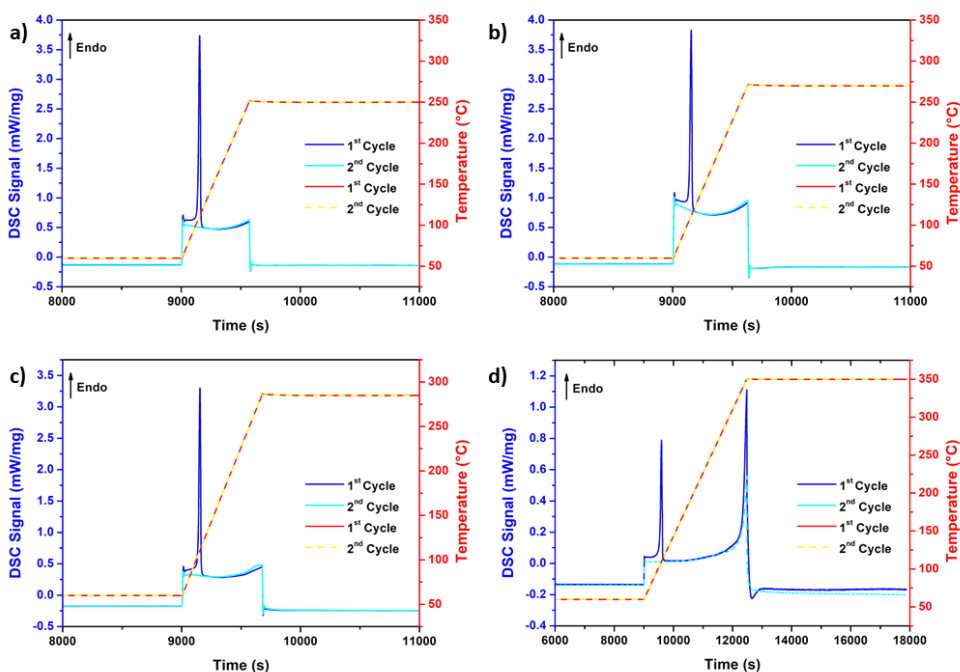 a)
Endo
4.0
3.5
3.0
2.5
2.0
1.5
1.0
0.5
0.0
-0.5
DSC Signal (mW/mg)
350
300
250
200
150
100
50
Temperature (°C)
1st Cycle
2nd Cycle
1st Cycle
2nd Cycle
8000 9000 10000 11000
Time (s)
b)
Endo
4.0
3.5
3.0
2.5
2.0
1.5
1.0
0.5
0.0
-0.5
DSC Signal (mW/mg)
350
300
250
200
150
100
50
Temperature (°C)
1st Cycle
2nd Cycle
1st Cycle
2nd Cycle
8000 9000 10000 11000
Time (s)
c)
Endo
3.5
3.0
2.5
2.0
1.5
1.0
0.5
0.0
-0.5
DSC Signal (mW/mg)
300
250
200
150
100
50
Temperature (°C)
1st Cycle
2nd Cycle
1st Cycle
2nd Cycle
8000 9000 10000 11000
Time (s)
d)
Endo
1.2
1.0
0.8
0.6
0.4
0.2
0.0
-0.2
-0.4
DSC Signal (mW/mg)
350
300
250
200
150
100
50
Temperature (°C)
1st Cycle
2nd Cycle
1st Cycle
2nd Cycle
6000 8000 10000 12000 14000 16000 18000
Time (s)